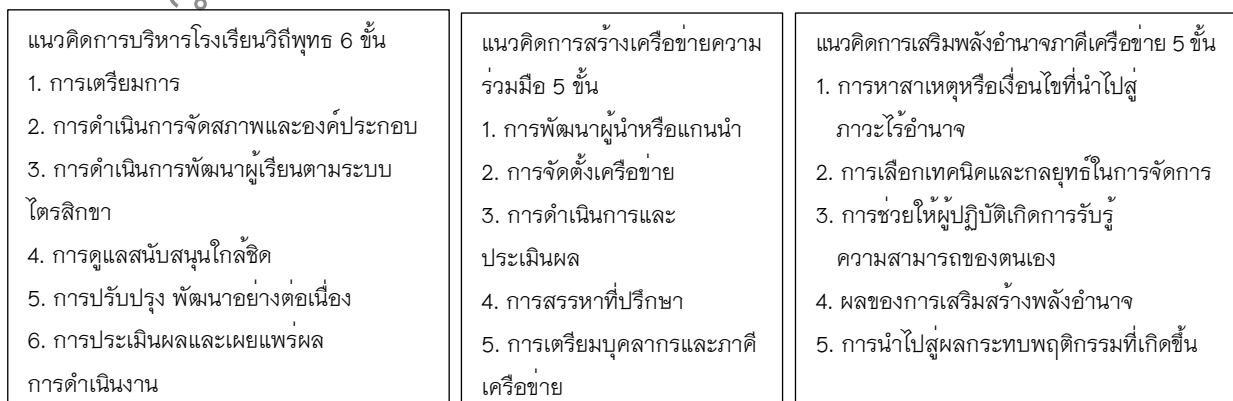 แนวคิดการบริหารโรงเรียนวิถีพุทธ 6 ขั้น
1. การเตรียมการ
2. การดำเนินการจัดสภาพและองค์ประกอบ
3. การดำเนินการพัฒนาผู้เรียนตามระบบ
ไตรสิกขา
4. การดูแลสนับสนุนใกล้ชิด
5. การปรับปรุง พัฒนาอย่างต่อเนื่อง
6. การประเมินผลและเผยแพร่ผล
การดำเนินงาน
แนวคิดการสร้างเครือข่ายความ
ร่วมมือ 5 ขั้น
1. การพัฒนาผู้นำหรือแกนนำ
2. การจัดตั้งเครือข่าย
3. การดำเนินการและ
ประเมินผล
4. การสรรหาที่ปรึกษา
5. การเตรียมบุคลากรและภาคี
เครือข่าย
แนวคิดการเสริมพลังอำนาจภาคีเครือข่าย 5 ขั้น
1. การหาสาเหตุหรือเงื่อนไขที่นำไปสู่
ภาวะไร้อำนาจ
2. การเลือกเทคนิคและกลยุทธ์ในการจัดการ
3. การช่วยให้ผู้ปฏิบัติเกิดการรับรู้
ความสามารถของตนเอง
4. ผลของการเสริมสร้างพลังอำนาจ
5. การนำไปสู่ผลกระทบพฤติกรรมที่เกิดขึ้น